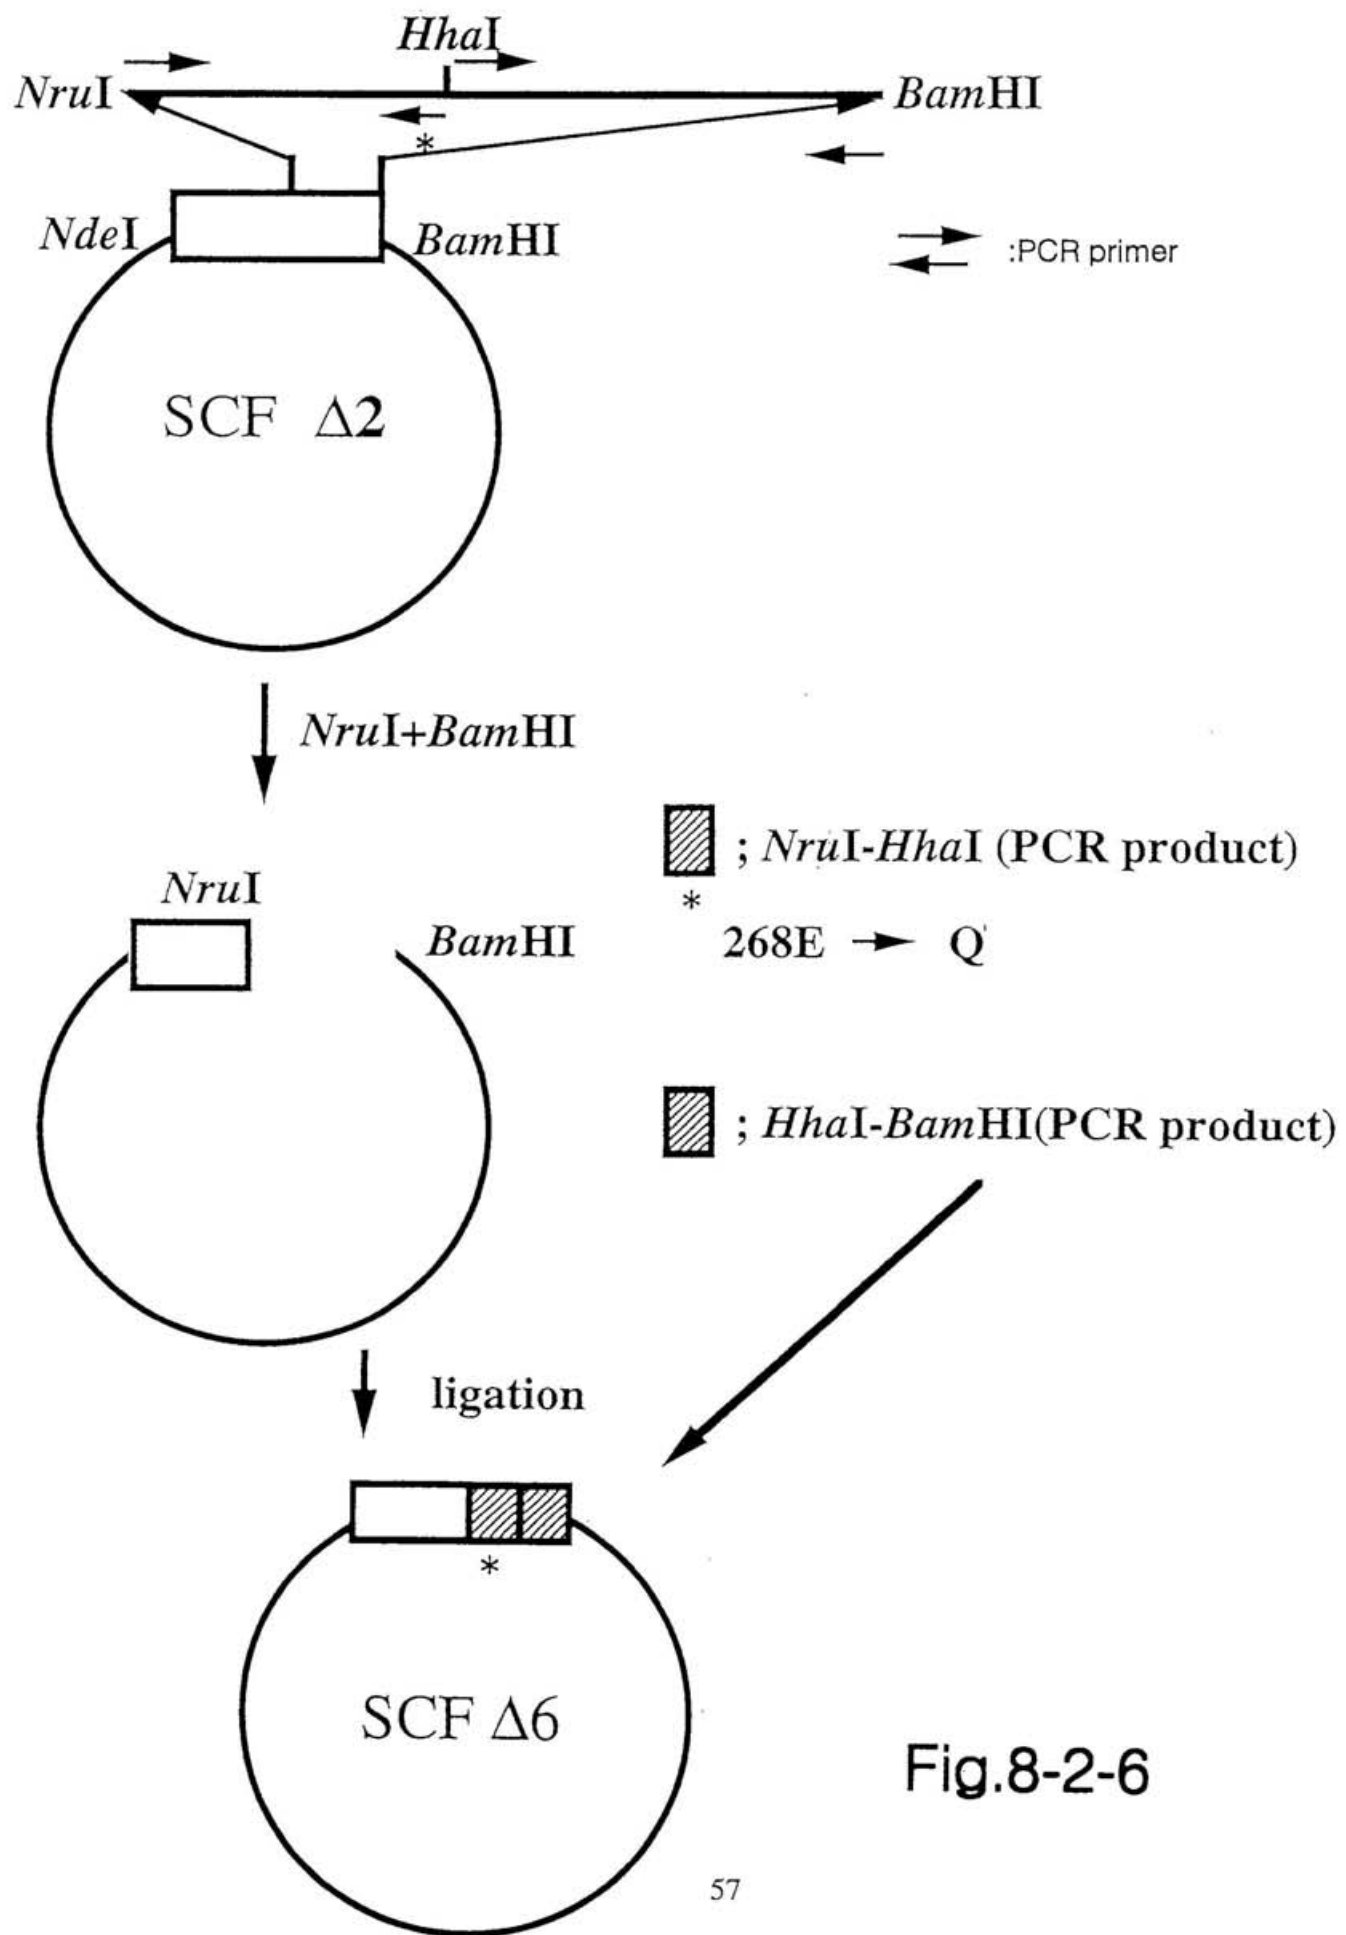 HhaI
NruI
BamHI
*
NdeI
BamHI
:PCR primer
SCF Δ2
NruI+BamHI
; NruI-HhaI (PCR product)
*
268E → Q
NruI
BamHI
; HhaI-BamHI(PCR product)
ligation
*
SCF Δ6
Fig.8-2-6
57